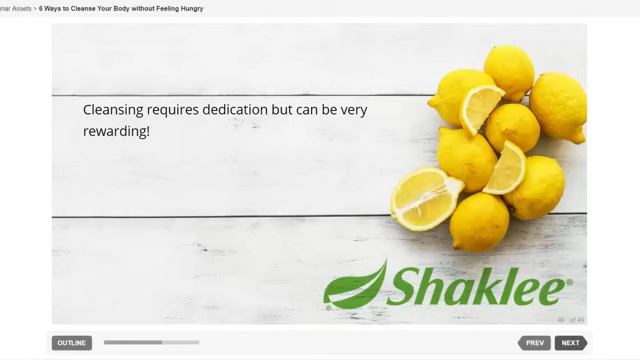 inar Assets > 6 Ways to Cleanse Your Body without Feeling Hungry
Cleansing requires dedication but can be very
rewarding!
Shaklee®
46 of 49
OUTLINE
PREV
NEXT